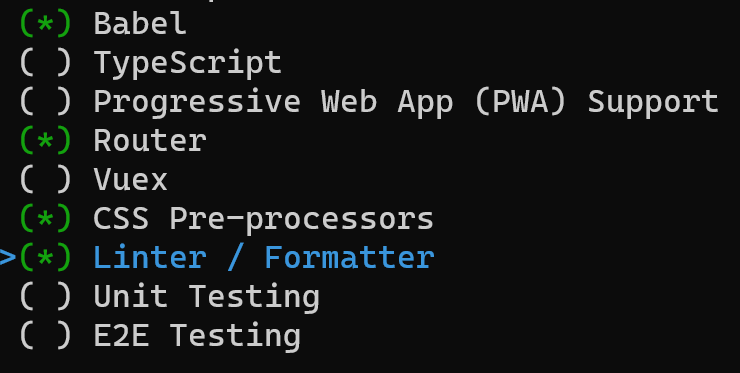 (*) Babel
( ) TypeScript
( ) Progressive Web App (PWA) Support
(*) Router
( ) Vuex
(*) CSS Pre-processors
>(*) Linter / Formatter
( ) Unit Testing
( ) E2E Testing